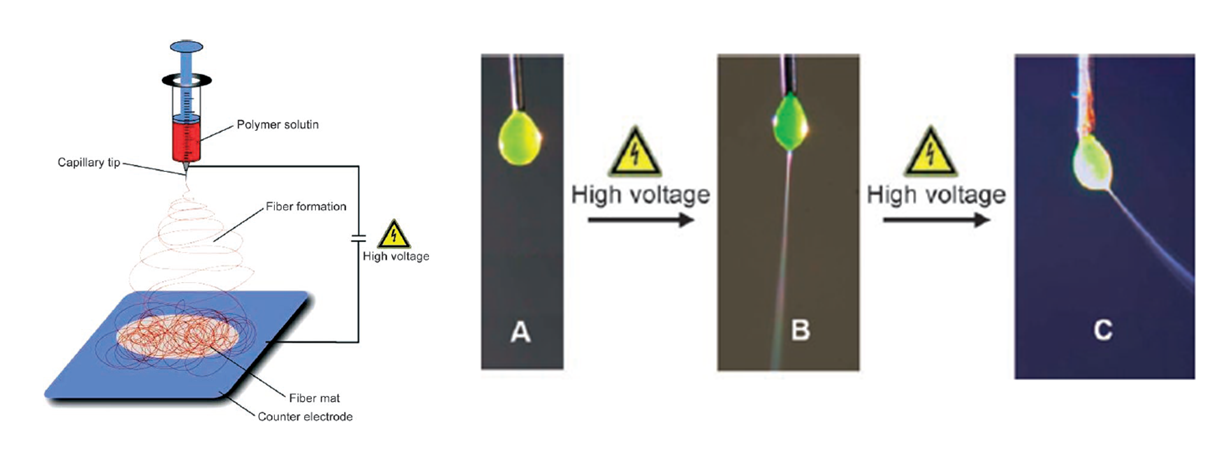 Polymer solutin
Capillary tip
Fiber formation
High voltage
Fiber mat
Counter electrode
A
High voltage
B
High voltage
C